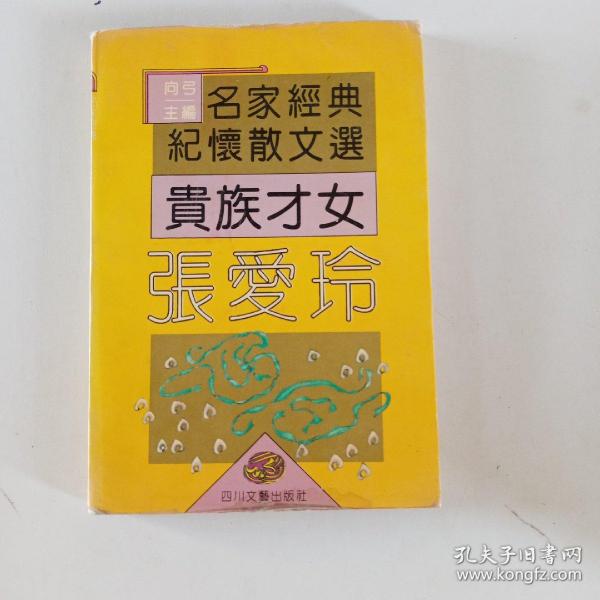 向弓
主編
名家經典
紀懷散文選
貴族才女
張愛玲
四川文藝出版社
孔夫子旧书网
www.kongfz.com